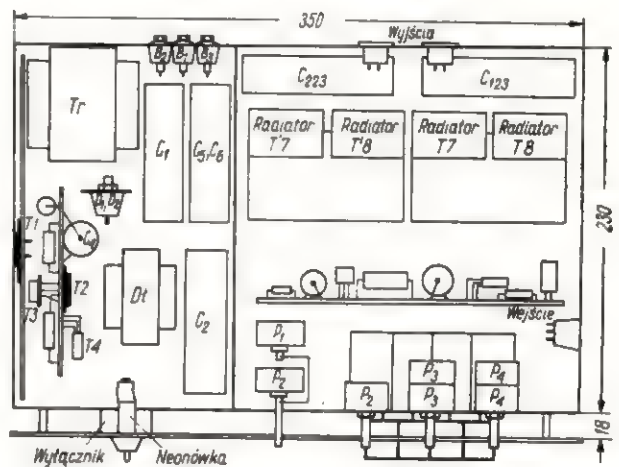 350
Wyjścia
B2 B1 B3
Tr
C1
C5,C6
C223
C123
Radiator T'7
Radiator T'8
Radiator T7
Radiator T8
230
D1, D2
T1
C4
T2
T3
T4
Dt
C2
Wejście
P1
P2
P2
P3
P3
P4
P4
18
Wyłącznik
Neonówka